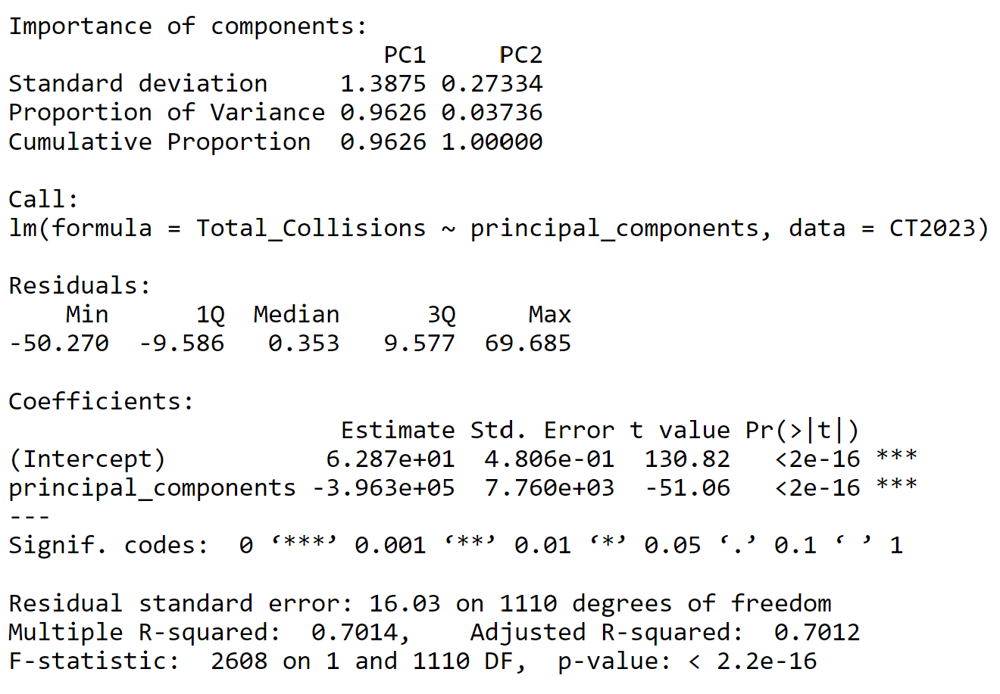 Importance of components:
                          PC1     PC2
Standard deviation     1.3875 0.27334
Proportion of Variance 0.9626 0.03736
Cumulative Proportion  0.9626 1.00000

Call:
lm(formula = Total_Collisions ~ principal_components, data = CT2023)

Residuals:
    Min      1Q  Median      3Q     Max
-50.270  -9.586   0.353   9.577  69.685

Coefficients:
                       Estimate Std. Error t value Pr(>|t|)
(Intercept)           6.287e+01  4.806e-01  130.82   <2e-16 ***
principal_components -3.963e+05  7.760e+03  -51.06   <2e-16 ***
---
Signif. codes:  0 ‘***’ 0.001 ‘**’ 0.01 ‘*’ 0.05 ‘.’ 0.1 ‘ ’ 1

Residual standard error: 16.03 on 1110 degrees of freedom
Multiple R-squared:  0.7014,    Adjusted R-squared:  0.7012
F-statistic:  2608 on 1 and 1110 DF,  p-value: < 2.2e-16